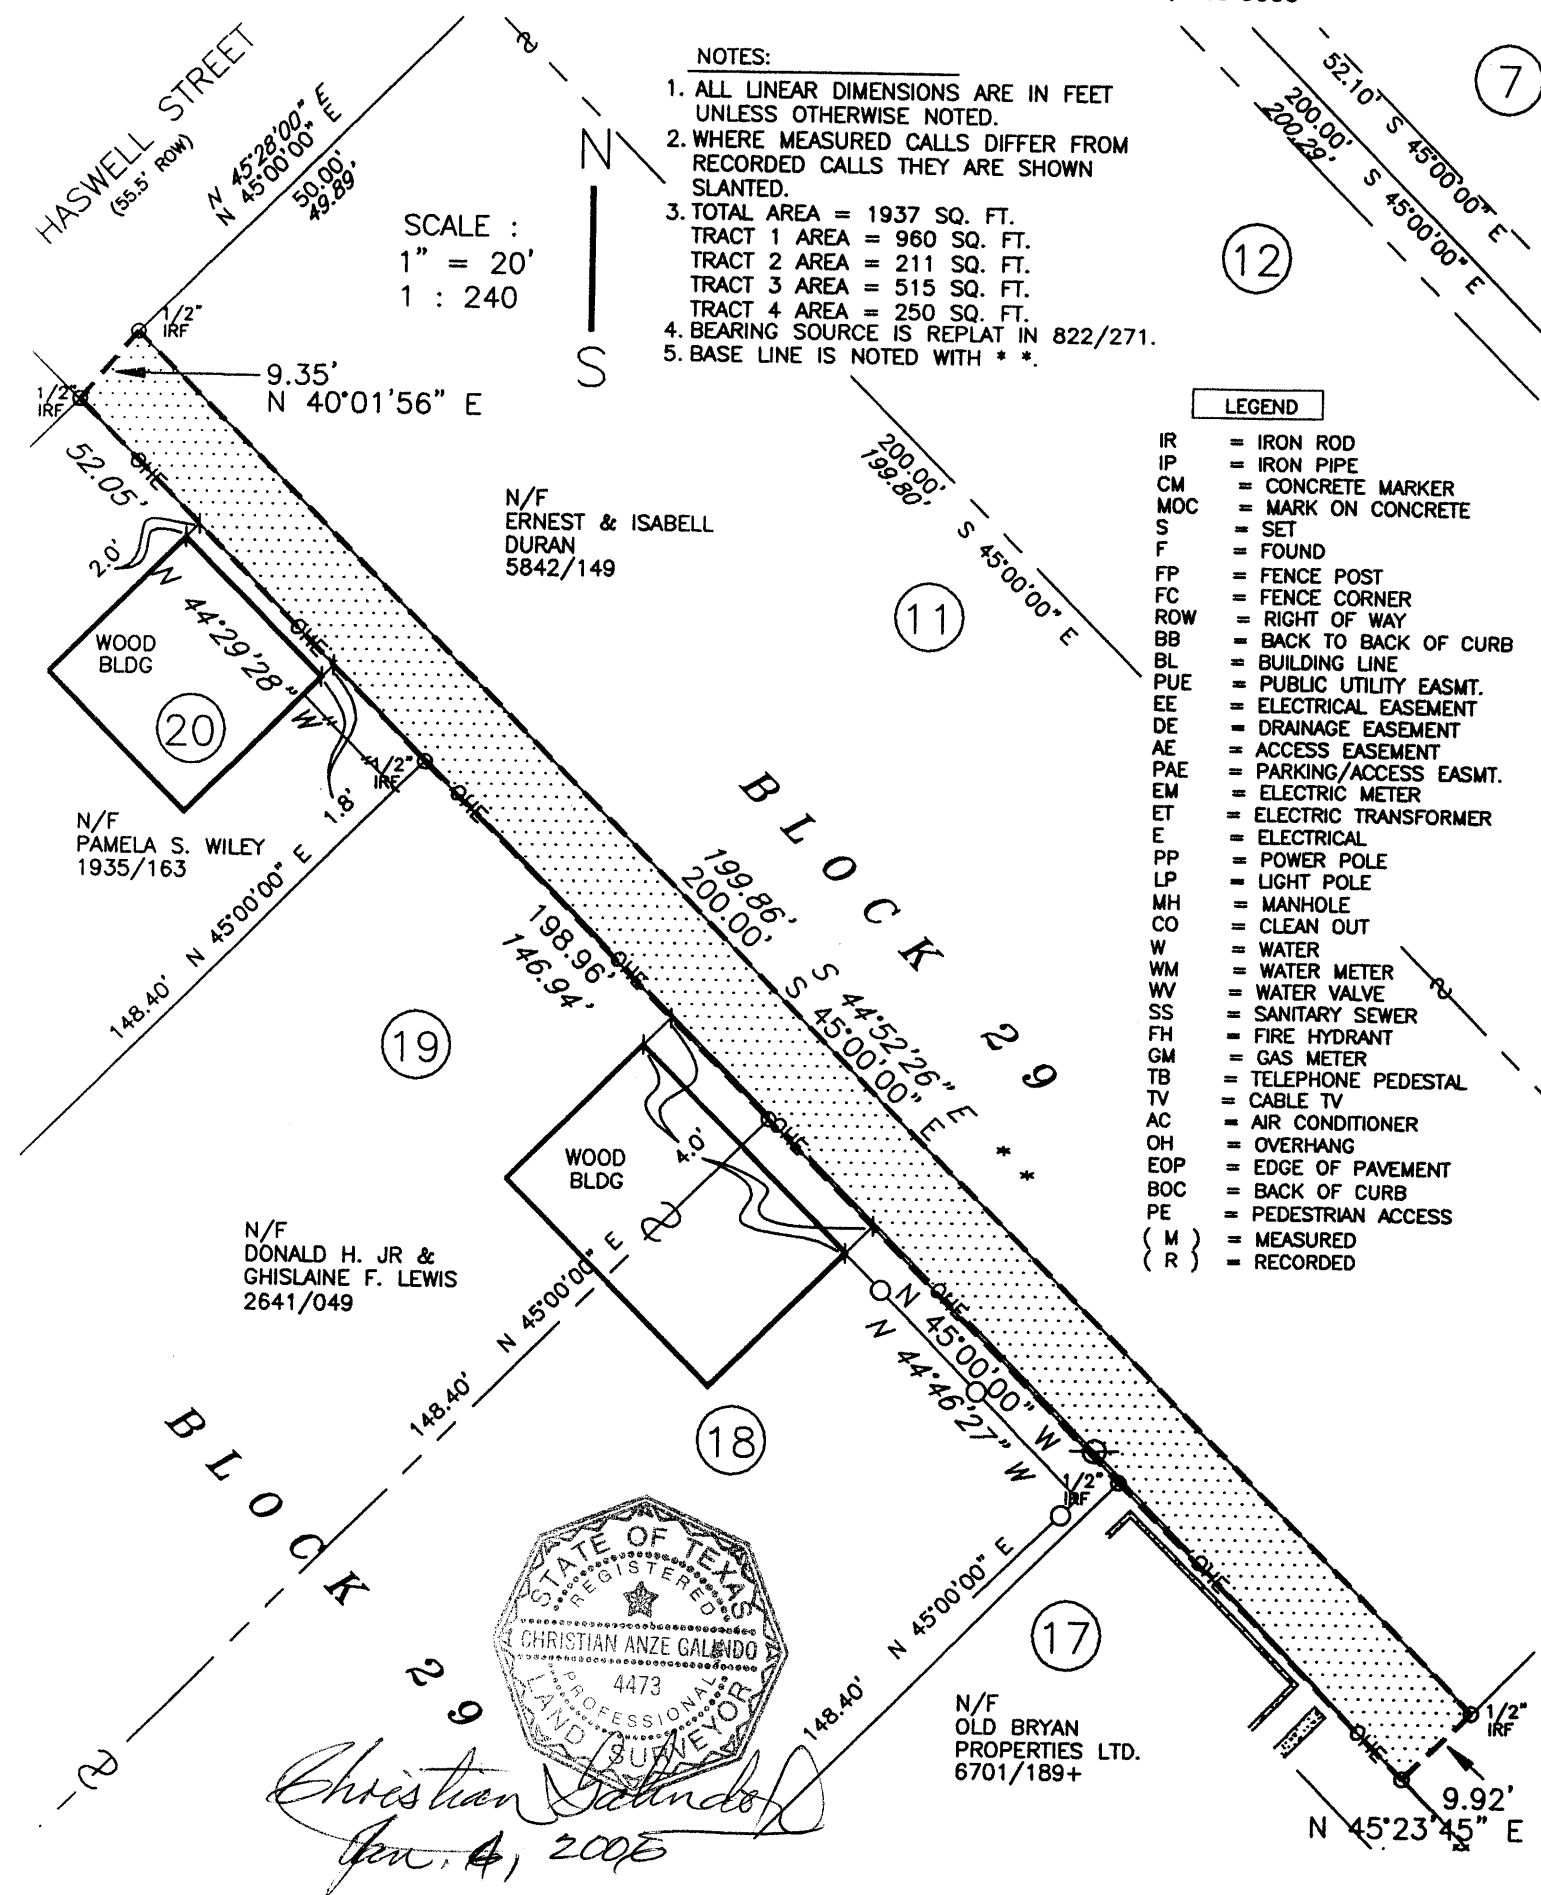 HASWELL STREET
(55.5' ROW)
N 45°28'00" E
N 45°00'00" E
50.00'
49.89'
SCALE :
1" = 20'
1 : 240
N
S
NOTES:
1. ALL LINEAR DIMENSIONS ARE IN FEET
UNLESS OTHERWISE NOTED.
2. WHERE MEASURED CALLS DIFFER FROM
RECORDED CALLS THEY ARE SHOWN
SLANTED.
3. TOTAL AREA = 1937 SQ. FT.
TRACT 1 AREA = 960 SQ. FT.
TRACT 2 AREA = 211 SQ. FT.
TRACT 3 AREA = 515 SQ. FT.
TRACT 4 AREA = 250 SQ. FT.
4. BEARING SOURCE IS REPLAT IN 822/271.
5. BASE LINE IS NOTED WITH * *.
52.10' S 45°00'00" E
200.00' S 45°00'00" E
200.29'
7
12
1/2"
IRF
1/2"
IRF
9.35'
N 40°01'56" E
52.05'
OHE
2.0'
N 44°29'28" W
WOOD
BLDG
20
OHE
1/2"
IRF
1.8'
N/F
PAMELA S. WILEY
1935/163
148.40' N 45°00'00" E
N/F
ERNEST & ISABELL
DURAN
5842/149
200.00'
199.80'
S 45°00'00" E
11
LEGEND
IR = IRON ROD
IP = IRON PIPE
CM = CONCRETE MARKER
MOC = MARK ON CONCRETE
S = SET
F = FOUND
FP = FENCE POST
FC = FENCE CORNER
ROW = RIGHT OF WAY
BB = BACK TO BACK OF CURB
BL = BUILDING LINE
PUE = PUBLIC UTILITY EASMT.
EE = ELECTRICAL EASEMENT
DE = DRAINAGE EASEMENT
AE = ACCESS EASEMENT
PAE = PARKING/ACCESS EASMT.
EM = ELECTRIC METER
ET = ELECTRIC TRANSFORMER
E = ELECTRICAL
PP = POWER POLE
LP = LIGHT POLE
MH = MANHOLE
CO = CLEAN OUT
W = WATER
WM = WATER METER
WV = WATER VALVE
SS = SANITARY SEWER
FH = FIRE HYDRANT
GM = GAS METER
TB = TELEPHONE PEDESTAL
TV = CABLE TV
AC = AIR CONDITIONER
OH = OVERHANG
EOP = EDGE OF PAVEMENT
BOC = BACK OF CURB
PE = PEDESTRIAN ACCESS
( M ) = MEASURED
( R ) = RECORDED
BLOCK 29
OHE
199.86' S 44°52'26" E *
200.00' S 45°00'00" E *
198.96'
146.94'
OHE
19
WOOD
BLDG
4.0'
OHE
N/F
DONALD H. JR &
GHISLAINE F. LEWIS
2641/049
148.40' N 45°00'00" E
OHE
N 45°00'00" W
N 44°46'27" W
18
1/2"
IRF
BLOCK 29
STATE OF TEXAS
REGISTERED
CHRISTIAN ANZE GALINDO
4473
PROFESSIONAL
LAND SURVEYOR
Christian Galindo
Jan. 4, 2006
148.40' N 45°00'00" E
17
OHE
N/F
OLD BRYAN
PROPERTIES LTD.
6701/189+
OHE
1/2"
IRF
9.92'
N 45°23'45" E